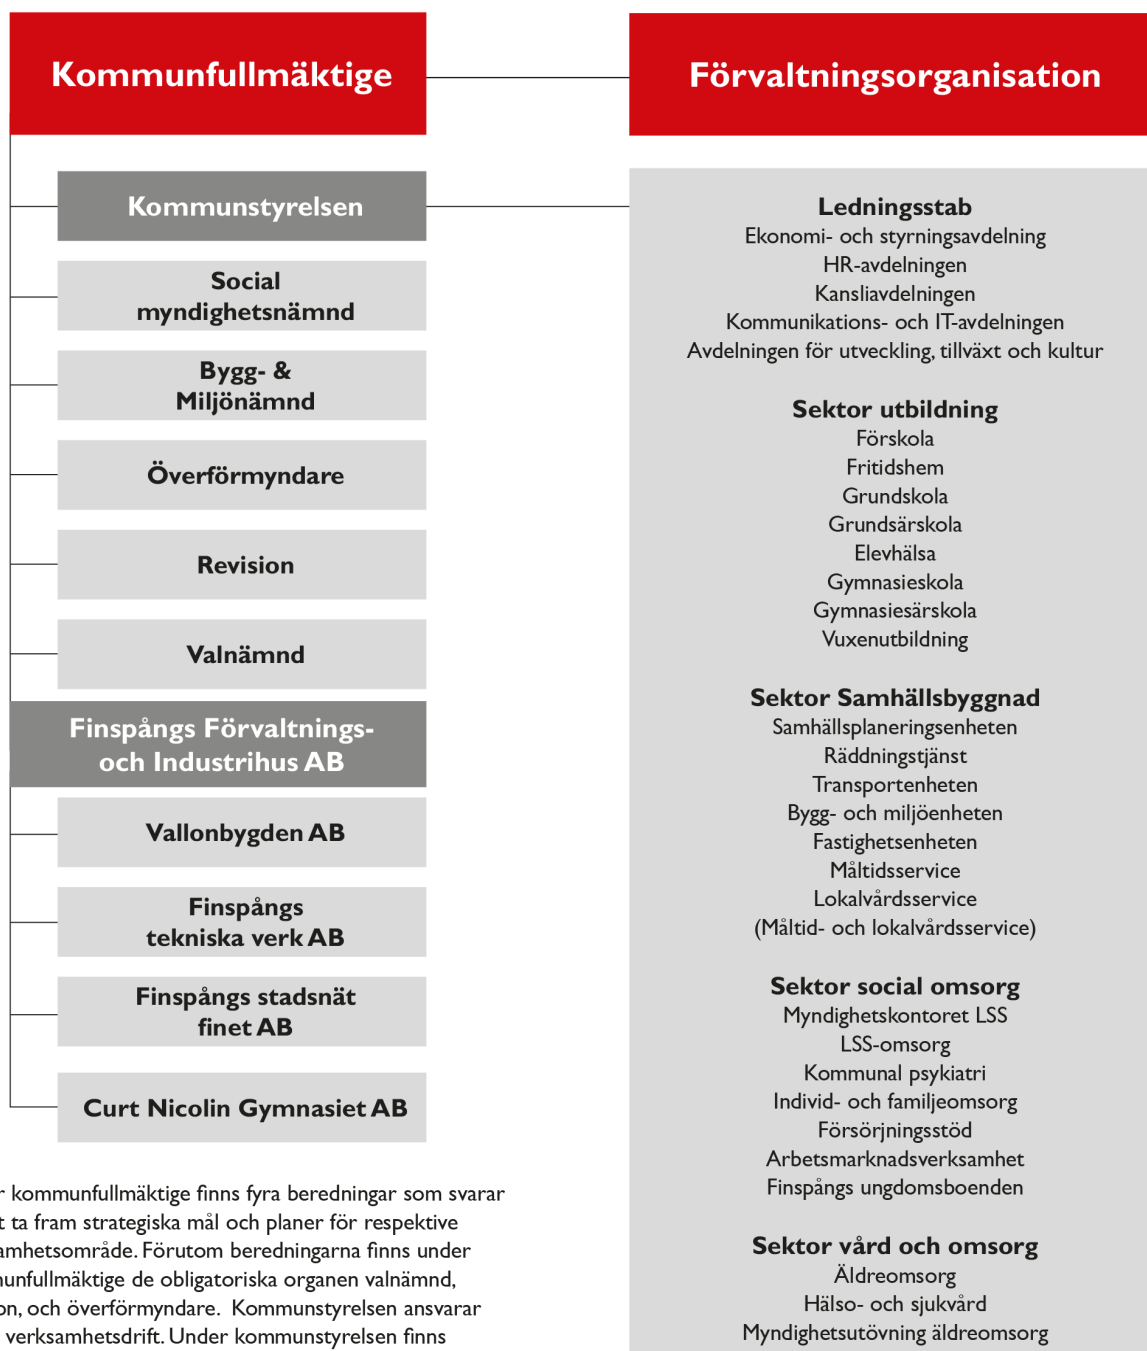 Kommunfullmäktige
Kommunstyrelsen
Social
myndighetsnämnd
Bygg- &
Miljönämnd
Överförmyndare
Revision
Valnämnd
Finspångs Förvaltnings-
och Industrihus AB
Vallonbygden AB
Finspångs
tekniska verk AB
Finspångs stadsnät
finet AB
Curt Nicolin Gymnasiet AB
kommunfullmäktige finns fyra beredningar som svarar
ta fram strategiska mål och planer för respektive
Förutom beredningarna finns under
de obligatoriska organen valnämnd,
och överförmyndare. Kommunstyrelsen ansvarar
verksamhetsdrift. Under kommunstyrelsen finns
Förvaltningsorganisation
Ledningsstab
Ekonomi- och styrningsavdelning
HR-avdelningen
Kansliavdelningen
Kommunikations- och IT-avdelningen
Avdelningen för utveckling, tillväxt och kultur
Sektor utbildning
Förskola
Fritidshem
Grundskola
Grundsärskola
Elevhälsa
Gymnasieskola
Gymnasiesärskola
Vuxenutbildning
Sektor Samhällsbyggnad
Samhällsplaneringsenheten
Räddningstjänst
Transportenheten
Bygg- och miljöenheten
Fastighetsenheten
Måltidsservice
Lokalvårdsservice
(Måltid- och lokalvårdsservice)
Sektor social omsorg
Myndighetskontoret LSS
LSS-omsorg
Kommunal psykiatri
Individ- och familjeomsorg
Försörjningsstöd
Arbetsmarknadsverksamhet
Finspångs ungdomsboenden
Sektor vård och omsorg
Äldreomsorg
Hälso- och sjukvård
Myndighetsutövning äldreomsorg